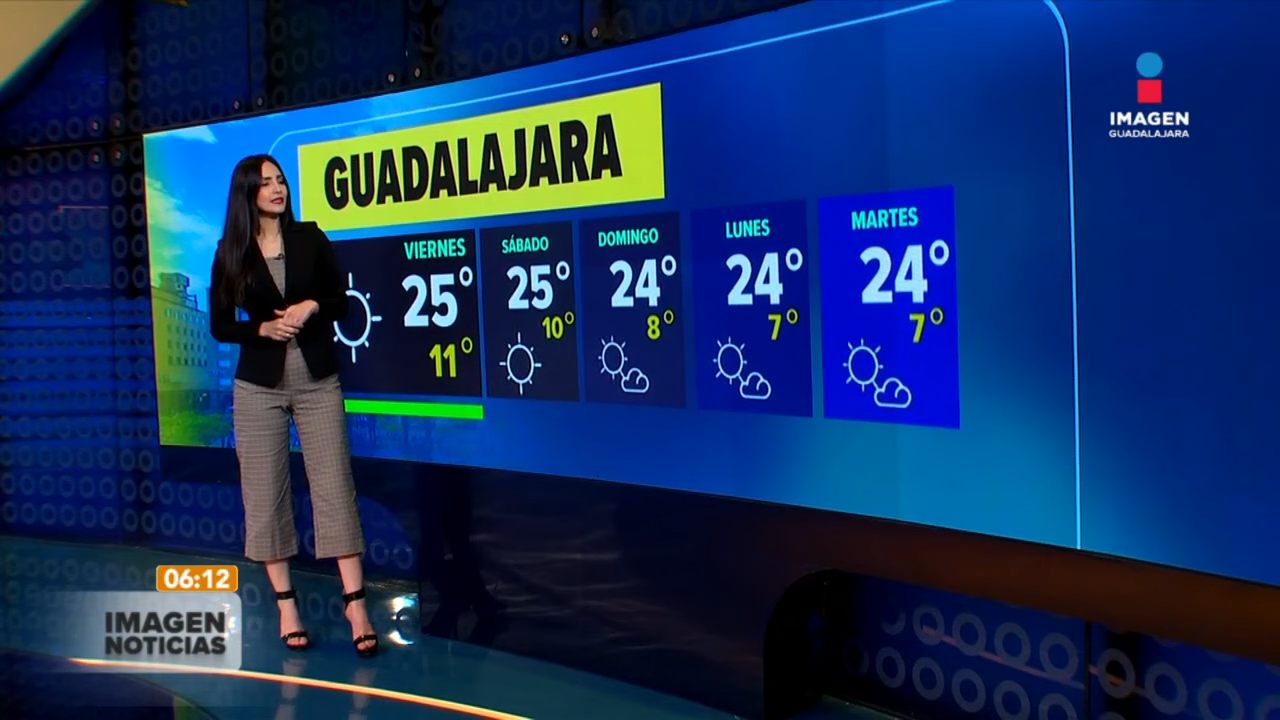 IMAGEN
GUADALAJARA
GUADALAJARA
VIERNES
25°
11°
SÁBADO
25°
10°
DOMINGO
24°
8°
LUNES
24°
7°
MARTES
24°
7°
06:12
IMAGEN
NOTICIAS